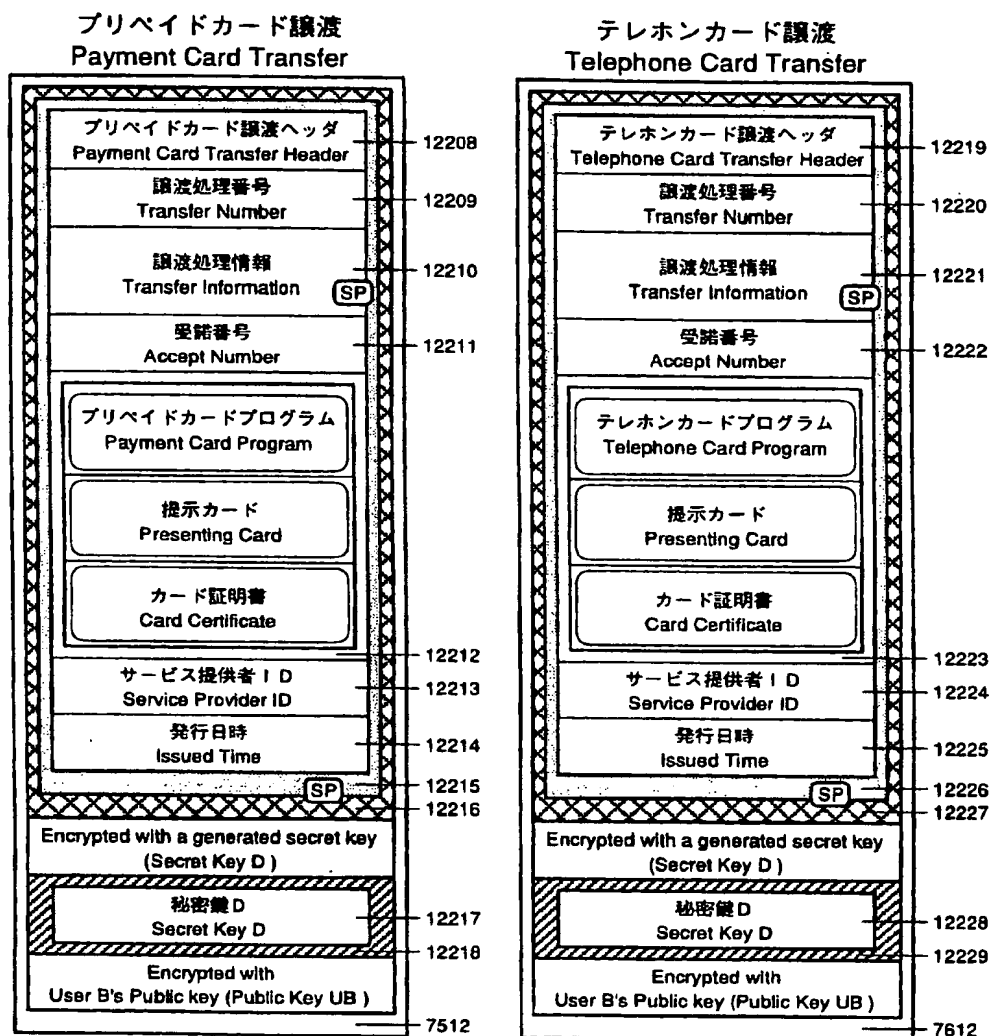 プリペイドカード譲渡
Payment Card Transfer
プリペイドカード譲渡ヘッダ
Payment Card Transfer Header
12208
譲渡処理番号
Transfer Number
12209
譲渡処理情報
Transfer Information
SP
12210
受諾番号
Accept Number
12211
プリペイドカードプログラム
Payment Card Program
提示カード
Presenting Card
カード証明書
Card Certificate
12212
サービス提供者ID
Service Provider ID
12213
発行日時
Issued Time
12214
SP
12215
12216
Encrypted with a generated secret key
(Secret Key D )
秘密鍵D
Secret Key D
12217
12218
Encrypted with
User B's Public key (Public Key UB )
7512
テレホンカード譲渡
Telephone Card Transfer
テレホンカード譲渡ヘッダ
Telephone Card Transfer Header
12219
譲渡処理番号
Transfer Number
12220
譲渡処理情報
Transfer Information
SP
12221
受諾番号
Accept Number
12222
テレホンカードプログラム
Telephone Card Program
提示カード
Presenting Card
カード証明書
Card Certificate
12223
サービス提供者ID
Service Provider ID
12224
発行日時
Issued Time
12225
SP
12226
12227
Encrypted with a generated secret key
(Secret Key D )
秘密鍵D
Secret Key D
12228
12229
Encrypted with
User B's Public key (Public Key UB )
7612